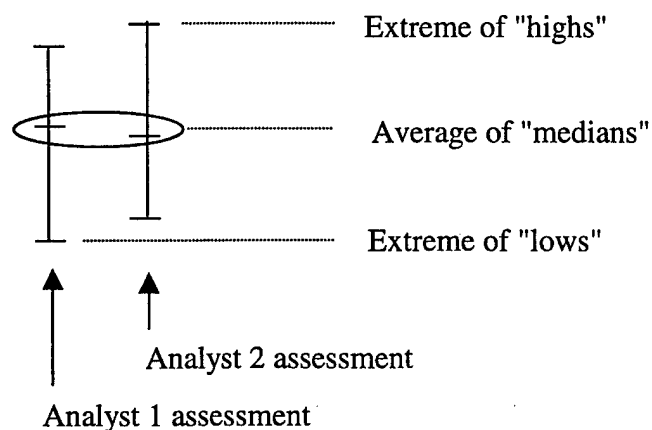 Extreme of "highs"
Average of "medians"
Extreme of "lows"
Analyst 2 assessment
Analyst 1 assessment